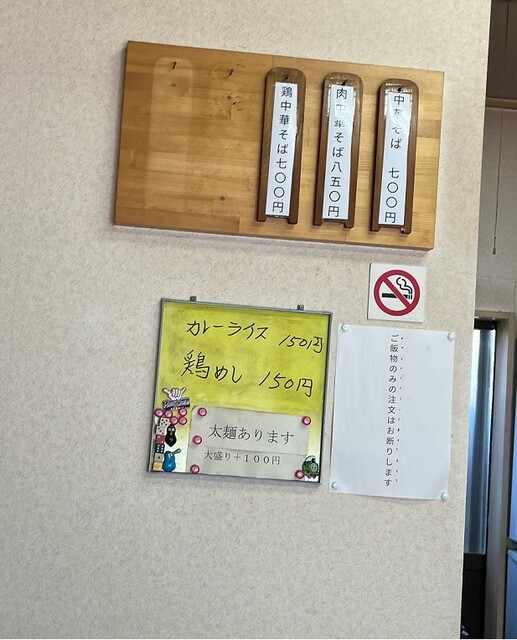 中華そば 七〇〇円
肉中華そば八五〇円
鶏中華そば七〇〇円
カレーライス 150円
鶏めし 150円
太麺あります
大盛り+100円
ご飯物のみの注文はお断りします